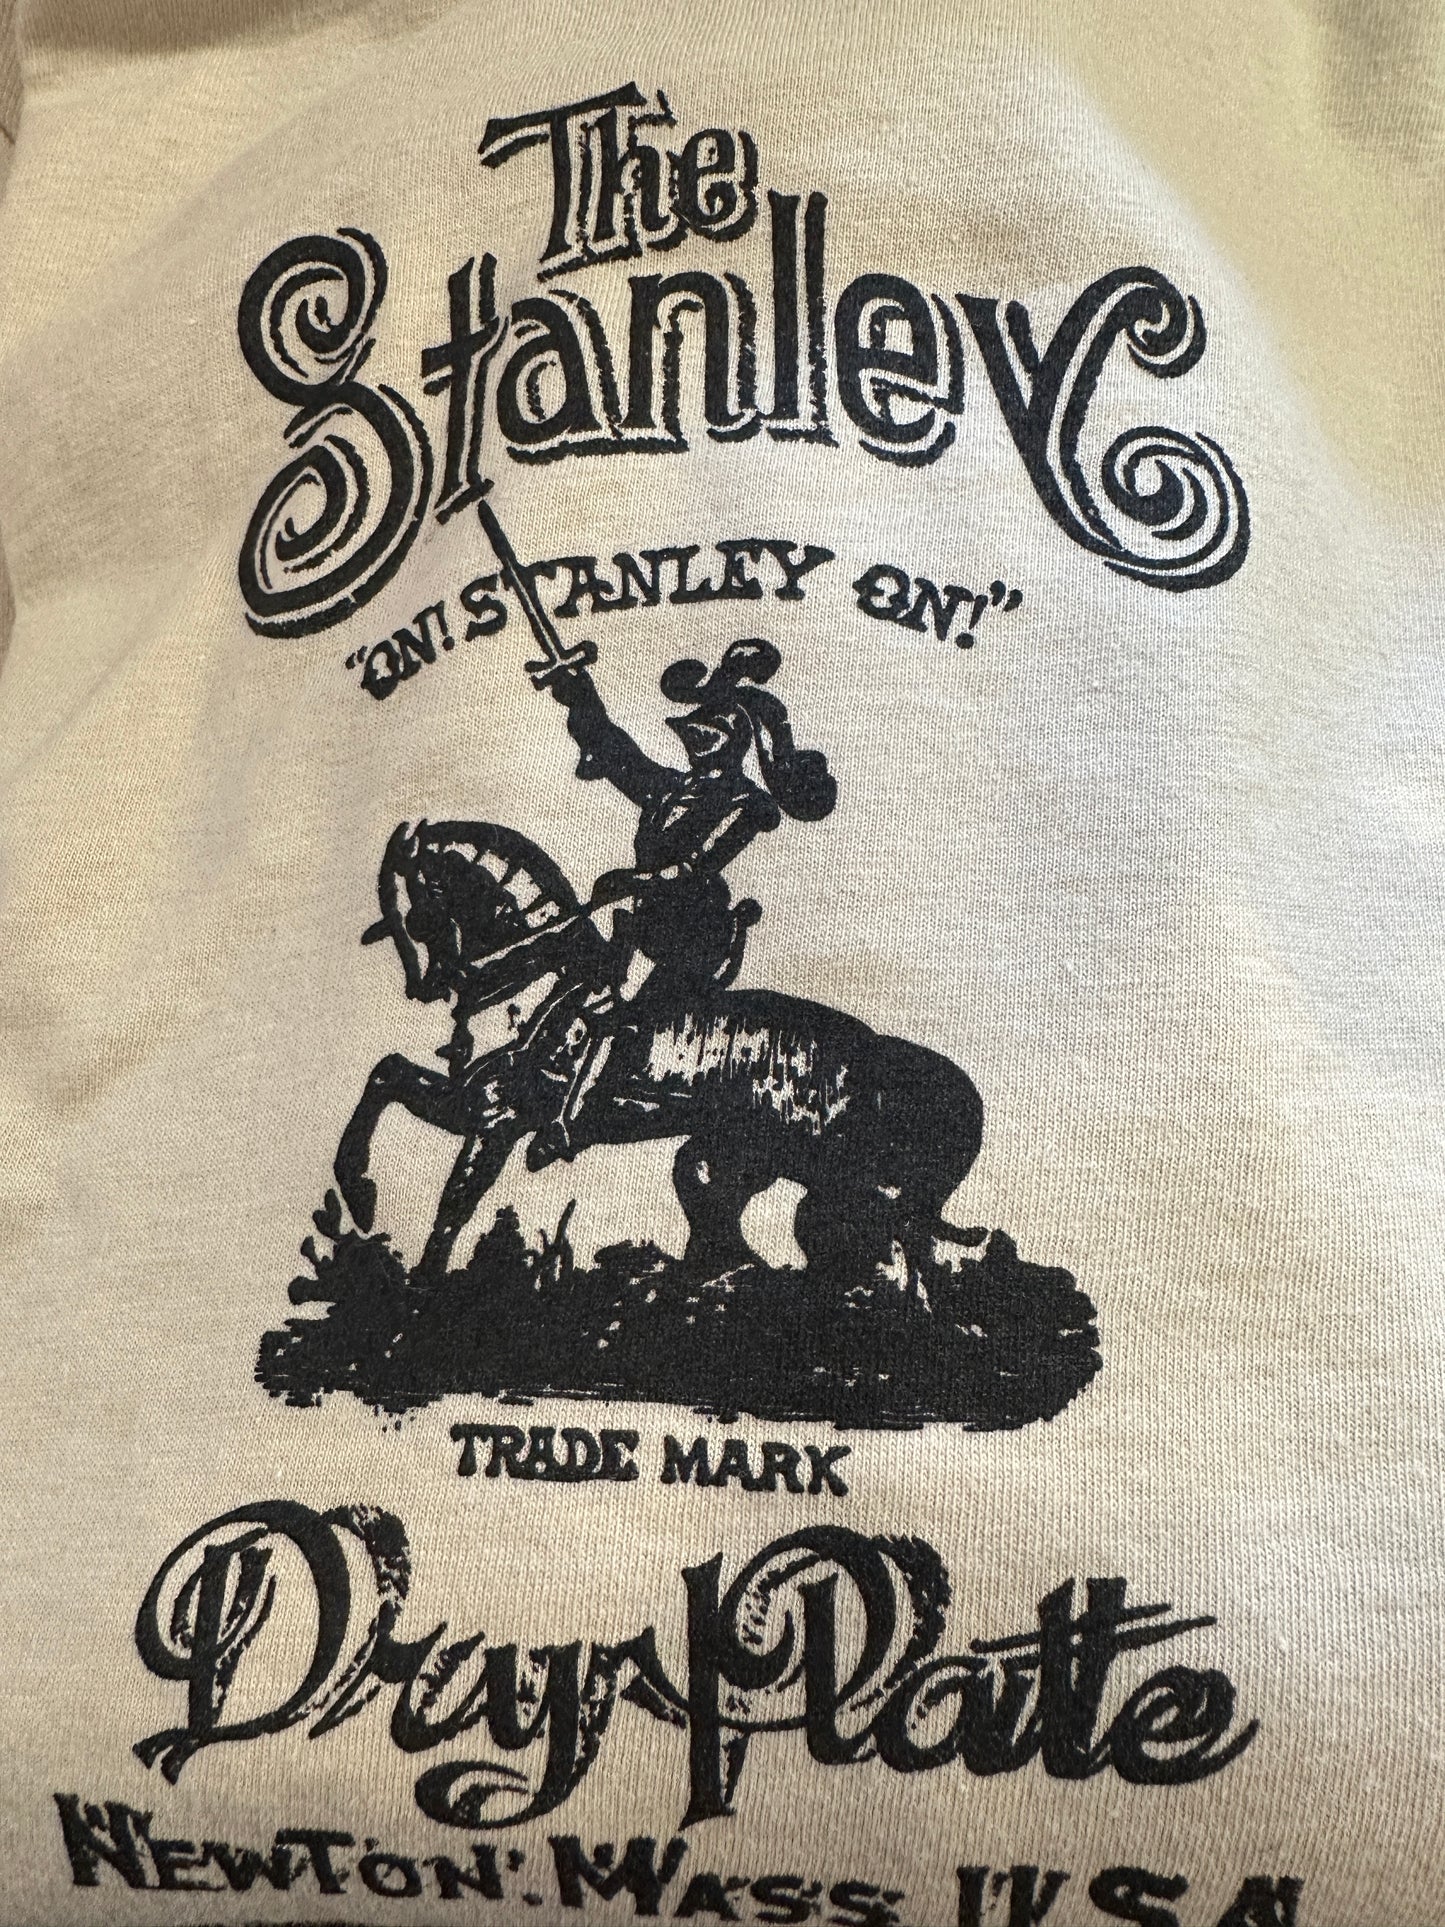 The
Stanley
"ON! STANLEY ON!"
TRADE MARK
Dry Plate
NEWTON. MASS. U.S.A